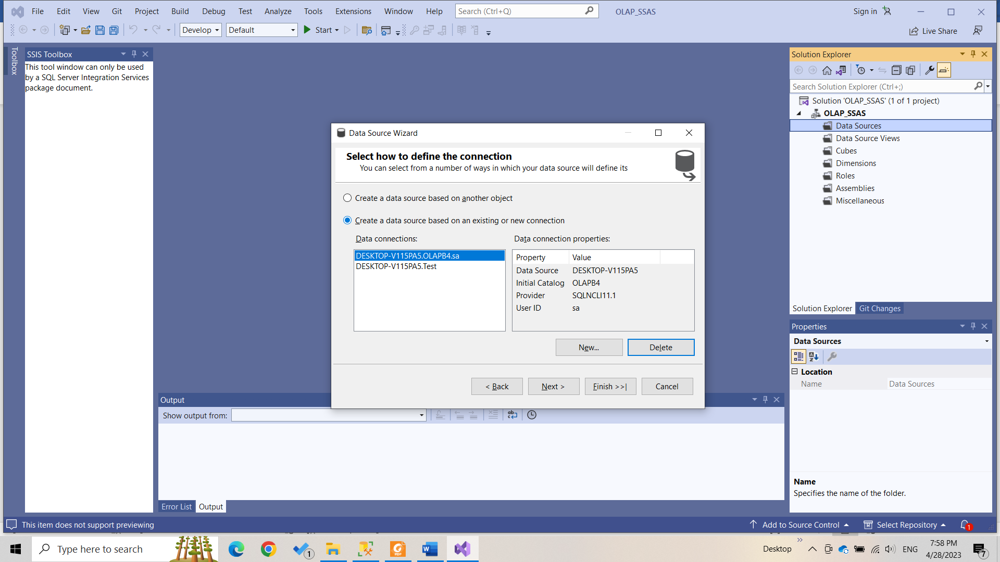 File Edit View Git Project Build Debug Test Analyze Tools Extensions Window Help Search (Ctrl+Q) OLAP_SSAS Sign in
Develop Default Start Live Share
Toolbox
SSIS Toolbox
This tool window can only be used
by a SQL Server Integration Services
package document.
Data Source Wizard
Select how to define the connection
You can select from a number of ways in which your data source will define its
Create a data source based on another object
Create a data source based on an existing or new connection
Data connections:
DESKTOP-V115PA5.OLAPB4.sa
DESKTOP-V115PA5.Test
Data connection properties:
Property Value
Data Source DESKTOP-V115PA5
Initial Catalog OLAPB4
Provider SQLNCLI11.1
User ID sa
New... Delete
< Back Next > Finish >>| Cancel
Output
Show output from:
Error List Output
Solution Explorer
Search Solution Explorer (Ctrl+;)
Solution 'OLAP_SSAS' (1 of 1 project)
OLAP_SSAS
Data Sources
Data Source Views
Cubes
Dimensions
Roles
Assemblies
Miscellaneous
Solution Explorer Git Changes
Properties
Data Sources
Location
Name Data Sources
Name
Specifies the name of the folder.
This item does not support previewing Add to Source Control Select Repository 1
Type here to search 1 Desktop ENG 7:58 PM
4/28/2023 7